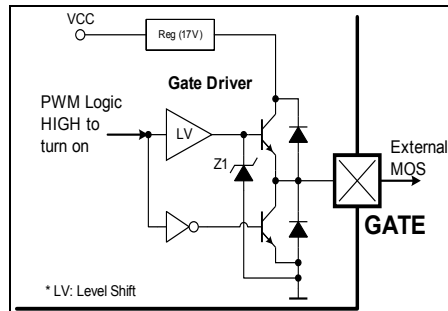 VCC
Reg (17V)
Gate Driver
PWM Logic
HIGH to
turn on
LV
Z1
External
MOS
GATE
* LV: Level Shift